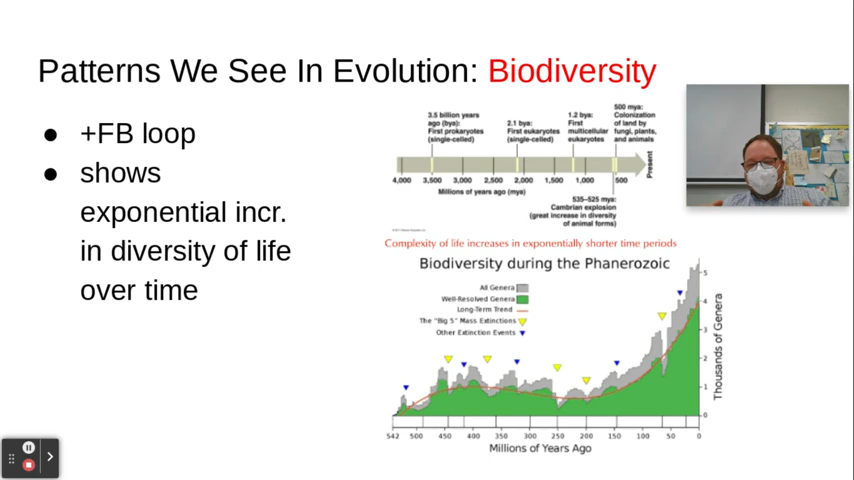 Patterns We See In Evolution: Biodiversity
● +FB loop
● shows
exponential incr.
in diversity of life
over time
3.5 billion years
ago (bya):
First prokaryotes
(single-celled)
2.1 bya:
First eukaryotes
(single-celled)
1.2 bya:
First
multicellular
eukaryotes
500 mya:
Colonization
of land by
fungi, plants,
and animals
Present
4,000 3,500 3,000 2,500 2,000 1,500 1,000 500
Millions of years ago (mya)
535–525 mya:
Cambrian explosion
(great increase in diversity
of animal forms)
Complexity of life increases in exponentially shorter time periods
Biodiversity during the Phanerozoic
All Genera
Well-Resolved Genera
Long-Term Trend
The "Big 5" Mass Extinctions
Other Extinction Events
5
4
3
2
1
0
Thousands of Genera
542 500 450 400 350 300 250 200 150 100 50 0
Millions of Years Ago